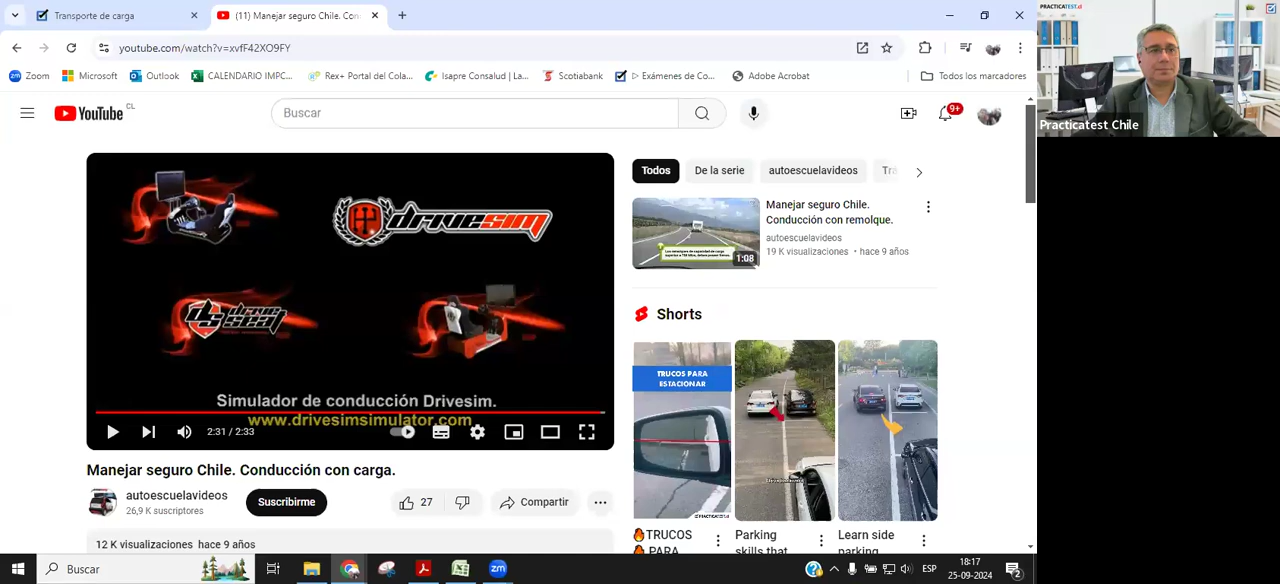 Transporte de carga
(11) Manejar seguro Chile. Con
youtube.com/watch?v=xvfF42XO9FY
Zoom
Microsoft
Outlook
CALENDARIO IMPC...
Rex+ Portal del Cola...
Isapre Consalud | La...
Scotiabank
▷ Exámenes de Co...
Adobe Acrobat
Todos los marcadores
PRACTICATEST.cl
Practicatest Chile
YouTube CL
Buscar
9+
drivesim
Simulador de conducción Drivesim.
www.drivesimsimulator.com
2:31 / 2:33
Manejar seguro Chile. Conducción con carga.
autoescuelavideos
26,9 K suscriptores
Suscribirme
27
Compartir
12 K visualizaciones hace 9 años
Todos
De la serie
autoescuelavideos
Manejar seguro Chile.
Conducción con remolque.
autoescuelavideos
19 K visualizaciones • hace 9 años
1:08
Shorts
TRUCOS PARA
ESTACIONAR
PRACTICATEST.cl
🔥TRUCOS
🔥PARA
Parking
skills that
Learn side
parking
Buscar
ESP
18:17
25-09-2024
2